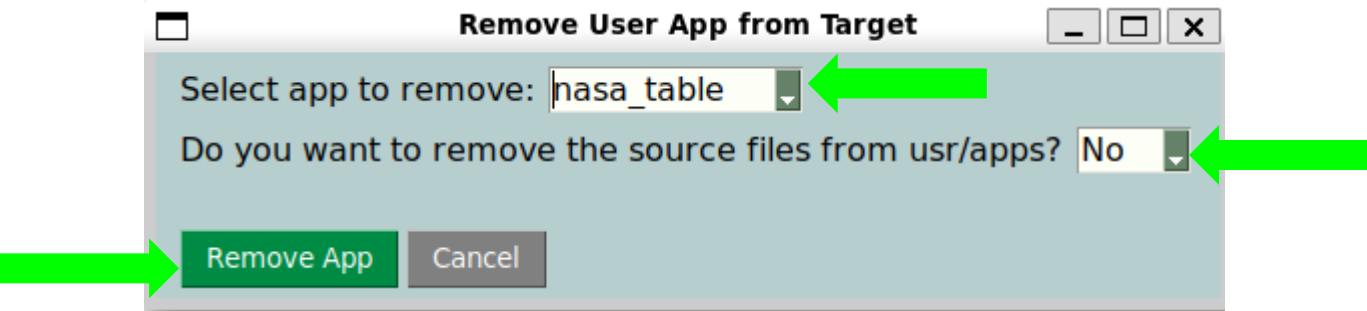 Remove User App from Target
Select app to remove: nasa_table
Do you want to remove the source files from usr/apps? No
Remove App Cancel